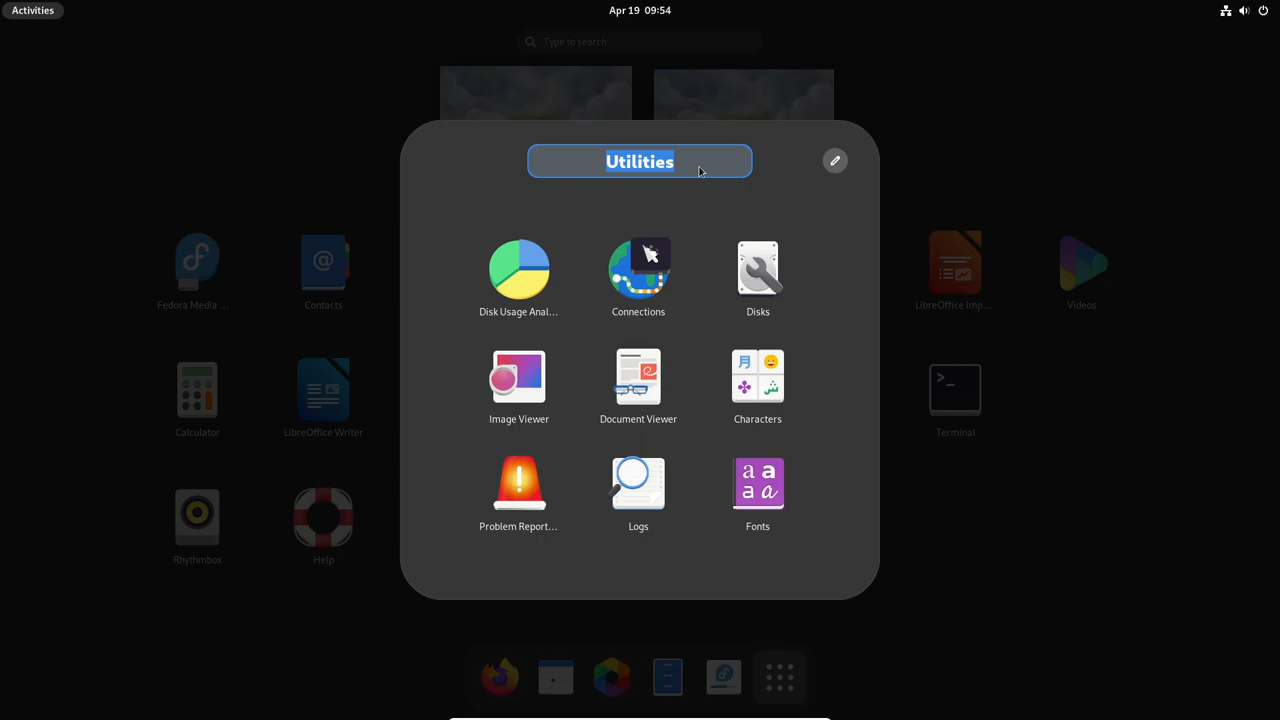 Activities
Apr 19 09:54
Type to search
Utilities
Fedora Media ...
Contacts
Disk Usage Anal...
Connections
Disks
LibreOffice Imp...
Videos
Calculator
LibreOffice Writer
Image Viewer
Document Viewer
Characters
Terminal
Rhythmbox
Help
Problem Report...
Logs
Fonts